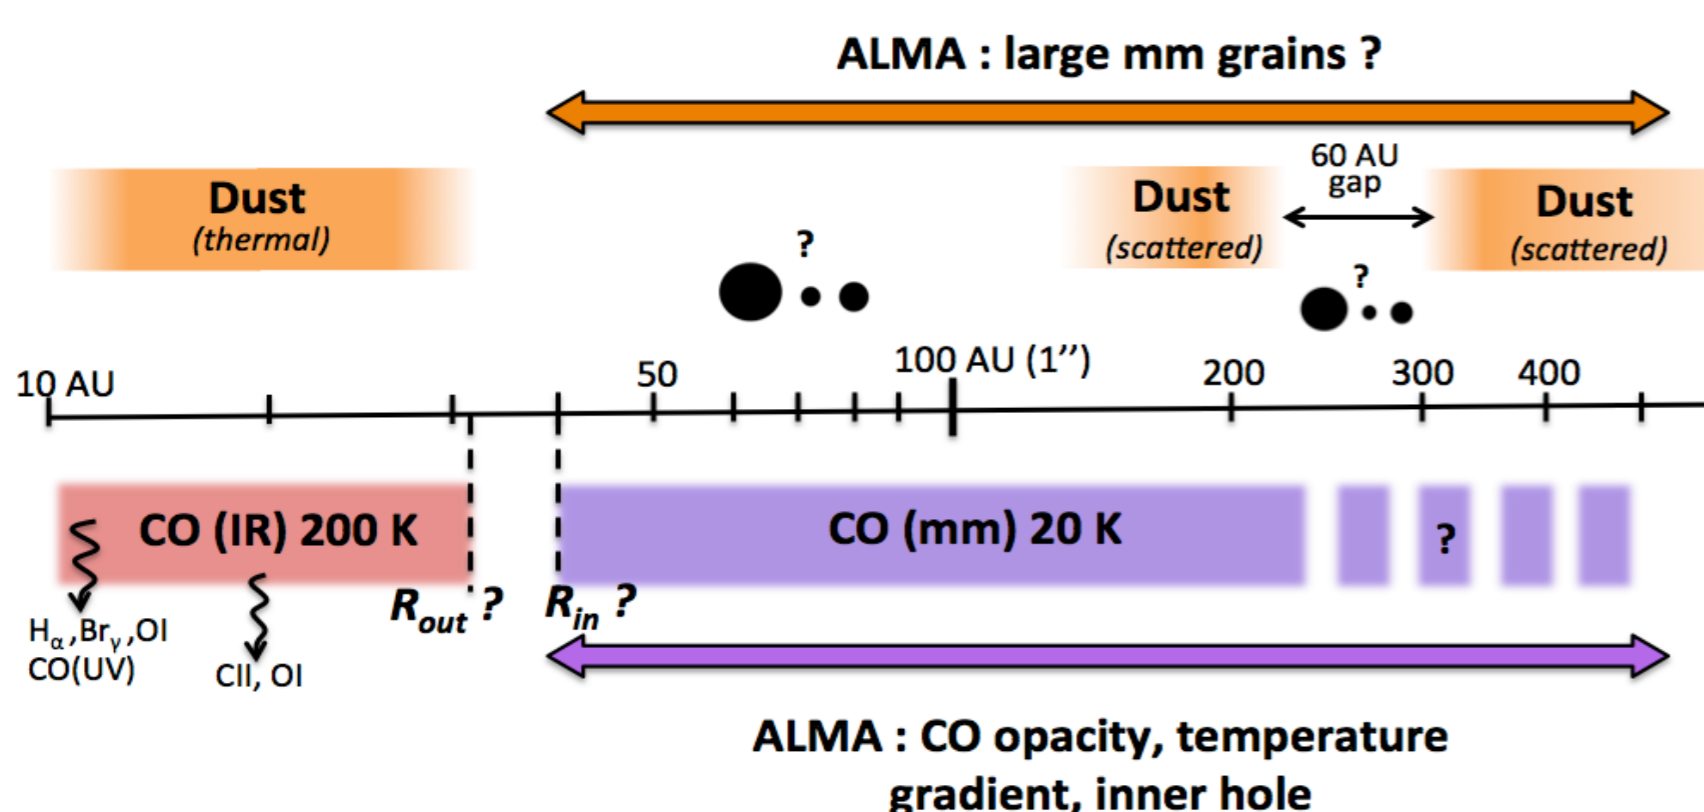 ALMA : large mm grains ?
60 AU
gap
Dust
(thermal)
Dust
(scattered)
Dust
(scattered)
?
?
10 AU
50
100 AU (1’’)
200
300
400
CO (IR) 200 K
CO (mm) 20 K
?
Rout ?
Rin ?
Hα,Brγ,OI
CO(UV)
CII, OI
ALMA : CO opacity, temperature
gradient, inner hole